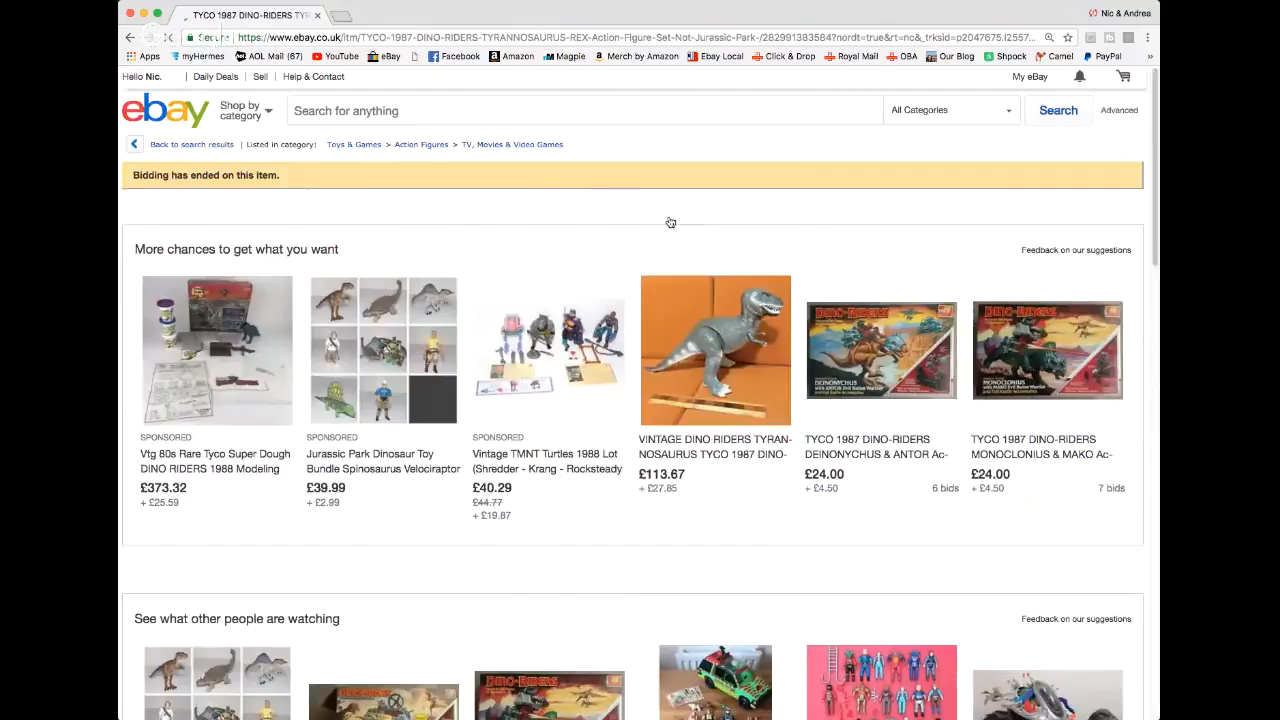 TYCO 1987 DINO-RIDERS TYR
Nic & Andrea
Secure
https://www.ebay.co.uk/itm/TYCO-1987-DINO-RIDERS-TYRANNOSAURUS-REX-Action-Figure-Set-Not-Jurassic-Park-/282991383584?nordt=true&rt=nc&_trksid=p2047675.l2557...
Apps myHermes AOL Mail (67) YouTube eBay Facebook Amazon Magpie Merch by Amazon Ebay Local Click & Drop Royal Mail OBA Our Blog Shpock Camel PayPal »
Hello Nic. Daily Deals Sell Help & Contact My eBay
ebay Shop by category Search for anything All Categories Search Advanced
Back to search results | Listed in category: Toys & Games > Action Figures > TV, Movies & Video Games
Bidding has ended on this item.
More chances to get what you want
Feedback on our suggestions
SPONSORED
Vtg 80s Rare Tyco Super Dough
DINO RIDERS 1988 Modeling
£373.32
+ £25.59
SPONSORED
Jurassic Park Dinosaur Toy
Bundle Spinosaurus Velociraptor
£39.99
+ £2.99
SPONSORED
Vintage TMNT Turtles 1988 Lot
(Shredder - Krang - Rocksteady
£40.29
£44.77
+ £19.87
VINTAGE DINO RIDERS TYRAN-
NOSAURUS TYCO 1987 DINO-
£113.67
+ £27.85
DINO-RIDERS
DEINONYCHUS
TYCO 1987 DINO-RIDERS
DEINONYCHUS & ANTOR Ac-
£24.00
+ £4.50 6 bids
DINO-RIDERS
MONOCLONIUS
TYCO 1987 DINO-RIDERS
MONOCLONIUS & MAKO Ac-
£24.00
+ £4.50 7 bids
See what other people are watching
Feedback on our suggestions
DINO-RIDERS
DINO-RIDERS